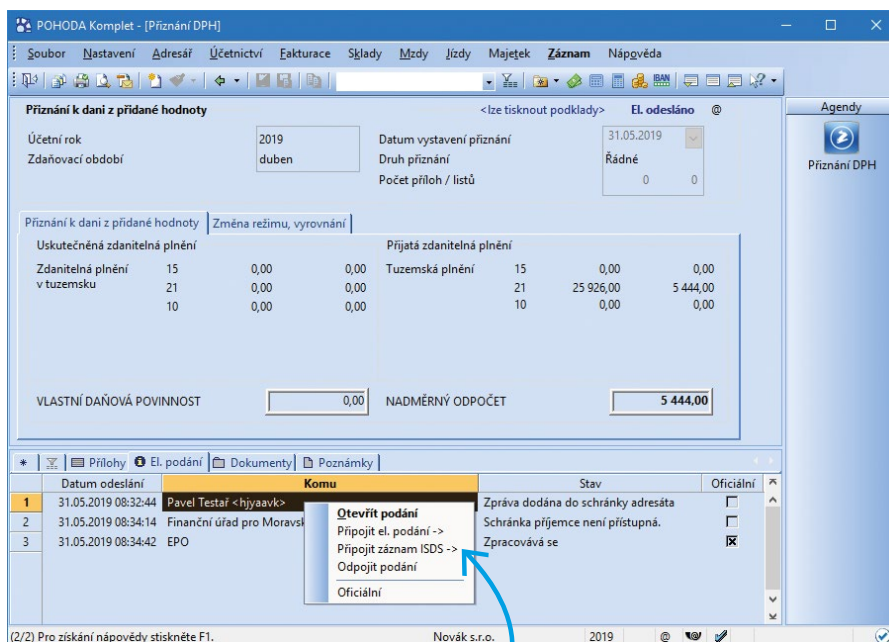 POHODA Komplet - [Přiznání DPH]
Soubor Nastavení Adresář Účetnictví Fakturace Sklady Mzdy Jízdy Majetek Záznam Nápověda
IBAN
Přiznání k dani z přidané hodnoty <lze tisknout podklady> El. odesláno @
Agendy
Účetní rok 2019 Datum vystavení přiznání 31.05.2019
Zdaňovací období duben Druh přiznání Řádné
Přiznání DPH
Počet příloh / listů 0 0
Přiznání k dani z přidané hodnoty Změna režimu, vyrovnání
Uskutečněná zdanitelná plnění Přijatá zdanitelná plnění
Zdanitelná plnění 15 0,00 0,00 Tuzemská plnění 15 0,00 0,00
v tuzemsku 21 0,00 0,00 21 25 926,00 5 444,00
10 0,00 0,00 10 0,00 0,00
VLASTNÍ DAŇOVÁ POVINNOST 0,00 NADMĚRNÝ ODPOČET 5 444,00
* Přílohy El. podání Dokumenty Poznámky
Datum odeslání Komu Stav Oficiální
1 31.05.2019 08:32:44 Pavel Testař <hjyaavk> Zpráva dodána do schránky adresáta
2 31.05.2019 08:34:14 Finanční úřad pro Schránka příjemce není přístupná.
3 31.05.2019 08:34:42 EPO Zpracovává se
Otevřít podání
Připojit el. podání ->
Připojit záznam ISDS ->
Odpojit podání
Oficiální
(2/2) Pro získání nápovědy stiskněte F1. Novák s.r.o. 2019 @